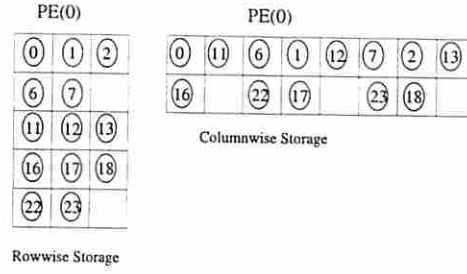 PE(0)
0 1 2
6 7
11 12 13
16 17 18
22 23
Rowwise Storage
PE(0)
0 11 6 1 12 7 2 13
16 22 17 23 18
Columnwise Storage